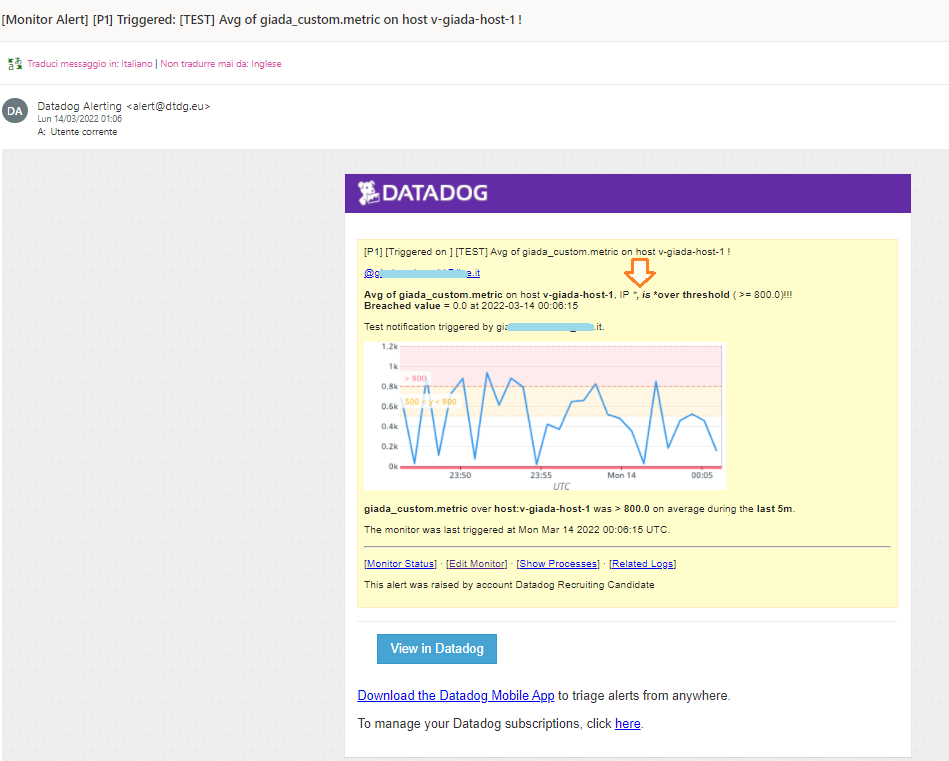 [Monitor Alert] [P1] Triggered: [TEST] Avg of giada_custom.metric on host v-giada-host-1 !
Traduci messaggio in: Italiano | Non tradurre mai da: Inglese
DA
Datadog Alerting <alert@dtdg.eu>
Lun 14/03/2022 01:06
A: Utente corrente
DATADOG
[P1] [Triggered on ] [TEST] Avg of giada_custom.metric on host v-giada-host-1 !
@g .it
Avg of giada_custom.metric on host v-giada-host-1, IP *, is *over threshold ( >= 800.0)!!!
Breached value = 0.0 at 2022-03-14 00:06:15
Test notification triggered by gia .it.
1.2k
1k
> 800
0.8k
500 < y < 800
0.6k
0.4k
0.2k
0k
23:50 23:55 Mon 14 00:05
UTC
giada_custom.metric over host:v-giada-host-1 was > 800.0 on average during the last 5m.
The monitor was last triggered at Mon Mar 14 2022 00:06:15 UTC.
[Monitor Status] · [Edit Monitor] · [Show Processes] · [Related Logs]
This alert was raised by account Datadog Recruiting Candidate
View in Datadog
Download the Datadog Mobile App to triage alerts from anywhere.
To manage your Datadog subscriptions, click here.